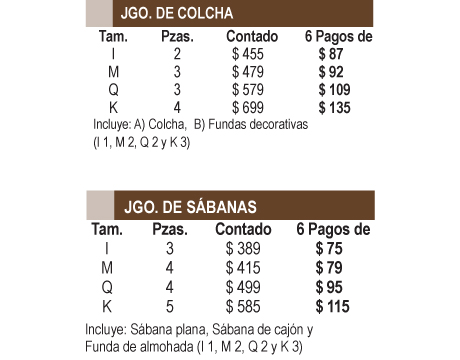 JGO. DE COLCHA
Tam. Pzas. Contado 6 Pagos de
I 2 $ 455 $ 87
M 3 $ 479 $ 92
Q 3 $ 579 $ 109
K 4 $ 699 $ 135
Incluye: A) Colcha, B) Fundas decorativas
(I 1, M 2, Q 2 y K 3)
JGO. DE SÁBANAS
Tam. Pzas. Contado 6 Pagos de
I 3 $ 389 $ 75
M 4 $ 415 $ 79
Q 4 $ 499 $ 95
K 5 $ 585 $ 115
Incluye: Sábana plana, Sábana de cajón y
Funda de almohada (I 1, M 2, Q 2 y K 3)